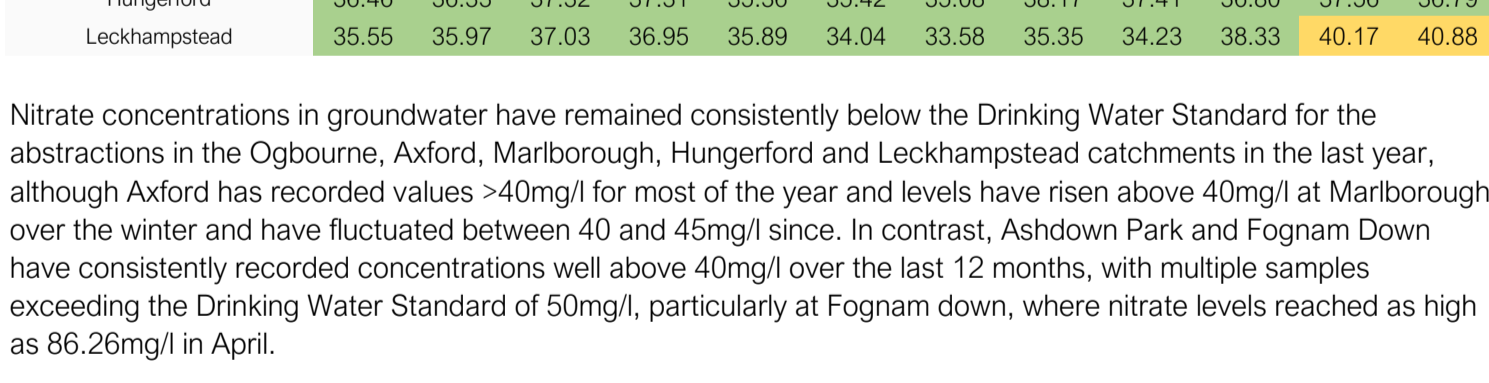 Leckhampstead 35.55 35.97 37.03 36.95 35.89 34.04 33.58 35.35 34.23 38.33 40.17 40.88
Nitrate concentrations in groundwater have remained consistently below the Drinking Water Standard for the
abstractions in the Ogbourne, Axford, Marlborough, Hungerford and Leckhampstead catchments in the last year,
although Axford has recorded values >40mg/l for most of the year and levels have risen above 40mg/l at Marlborough
over the winter and have fluctuated between 40 and 45mg/l since. In contrast, Ashdown Park and Fognam Down
have consistently recorded concentrations well above 40mg/l over the last 12 months, with multiple samples
exceeding the Drinking Water Standard of 50mg/l, particularly at Fognam down, where nitrate levels reached as high
as 86.26mg/l in April.